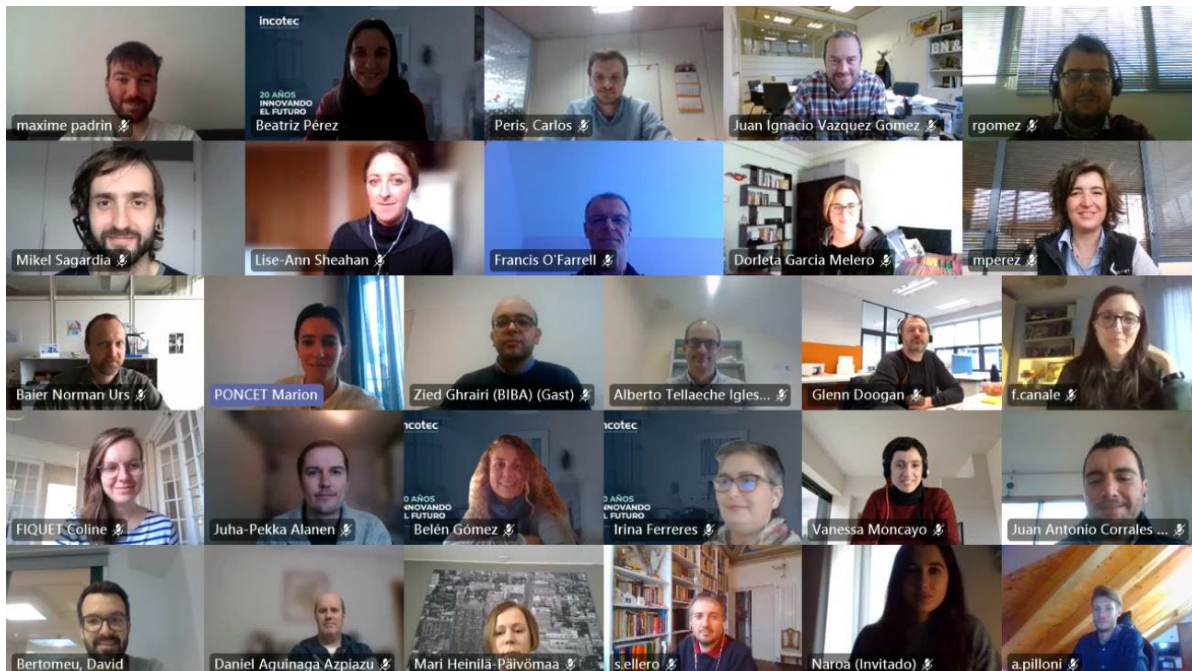 incotec
20 AÑOS
INNOVANDO
EL FUTURO
BN&
maxime padrin
Beatriz Pérez
Peris, Carlos
Juan Ignacio Vazquez Gomez
rgomez
Mikel Sagardia
Lise-Ann Sheahan
Francis O'Farrell
Dorleta Garcia Melero
mperez
Baier Norman Urs
PONCET Marion
Zied Ghrairi (BIBA) (Gast)
Alberto Tellaeche Igles...
Glenn Doogan
f.canale
ncotec
O AÑOS
NNOVANDO
L FUTURO
incotec
0 AÑOS
NNOVANDO
L FUTURO
FIQUET Coline
Juha-Pekka Alanen
Belén Gómez
Irina Ferreres
Vanessa Moncayo
Juan Antonio Corrales ...
Bertomeu, David
Daniel Aguinaga Azpiazu
Mari Heinilä-Päivömaa
s.ellero
Naroa (Invitado)
a.pilloni